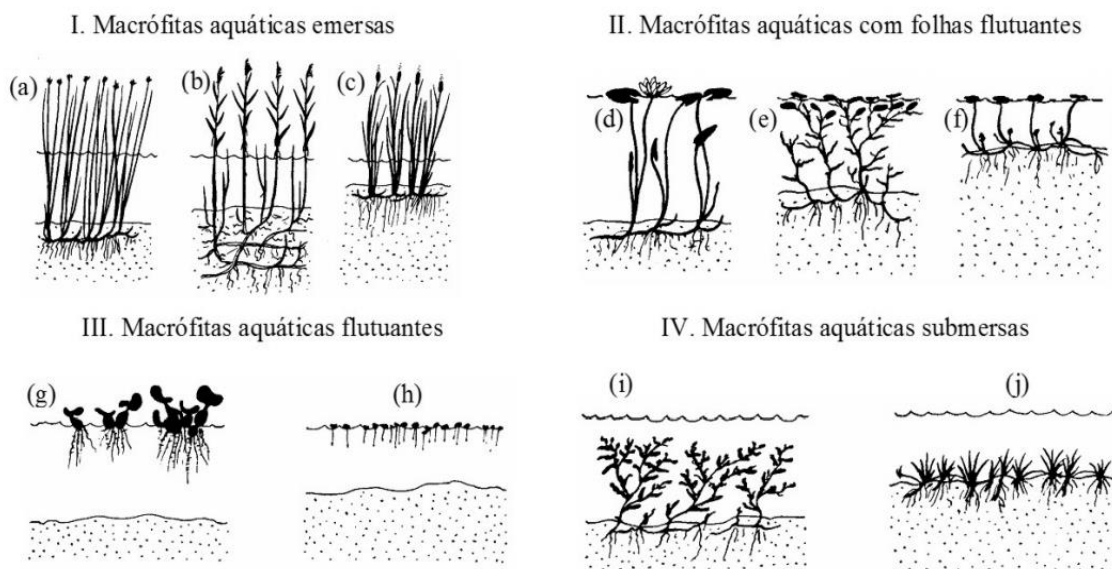 I. Macrófitas aquáticas emersas
(a)
(b)
(c)
II. Macrófitas aquáticas com folhas flutuantes
(d)
(e)
(f)
III. Macrófitas aquáticas flutuantes
(g)
(h)
IV. Macrófitas aquáticas submersas
(i)
(j)